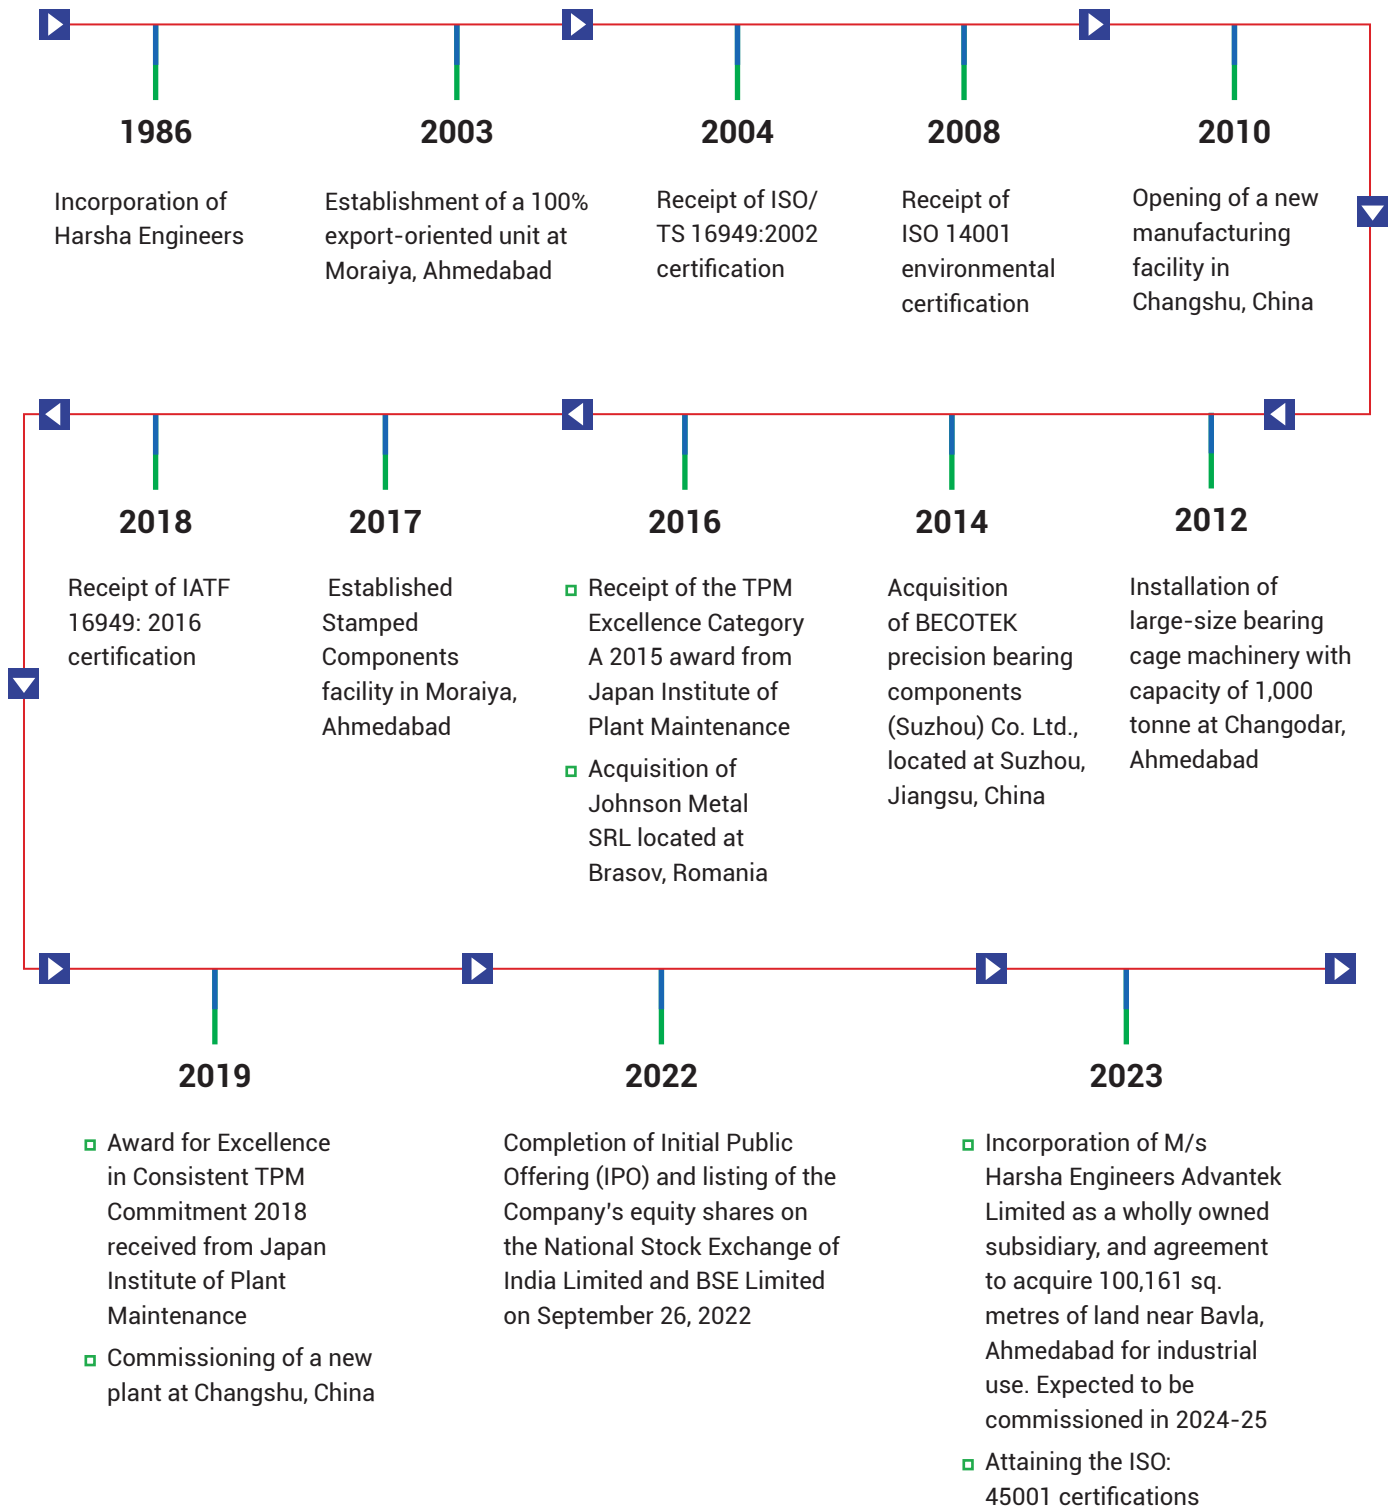 1986
Incorporation of
Harsha Engineers
2003
Establishment of a 100%
export-oriented unit at
Moraiya, Ahmedabad
2004
Receipt of ISO/
TS 16949:2002
certification
2008
Receipt of
ISO 14001
environmental
certification
2010
Opening of a new
manufacturing
facility in
Changshu, China
2012
Installation of
large-size bearing
cage machinery with
capacity of 1,000
tonne at Changodar,
Ahmedabad
2014
Acquisition
of BECOTEK
precision bearing
components
(Suzhou) Co. Ltd.,
located at Suzhou,
Jiangsu, China
2016
Receipt of the TPM
Excellence Category
A 2015 award from
Japan Institute of
Plant Maintenance
Acquisition of
Johnson Metal
SRL located at
Brasov, Romania
2017
Established
Stamped
Components
facility in Moraiya,
Ahmedabad
2018
Receipt of IATF
16949: 2016
certification
2019
Award for Excellence
in Consistent TPM
Commitment 2018
received from Japan
Institute of Plant
Maintenance
Commissioning of a new
plant at Changshu, China
2022
Completion of Initial Public
Offering (IPO) and listing of the
Company's equity shares on
the National Stock Exchange of
India Limited and BSE Limited
on September 26, 2022
2023
Incorporation of M/s
Harsha Engineers Advantek
Limited as a wholly owned
subsidiary, and agreement
to acquire 100,161 sq.
metres of land near Bavla,
Ahmedabad for industrial
use. Expected to be
commissioned in 2024-25
Attaining the ISO:
45001 certifications